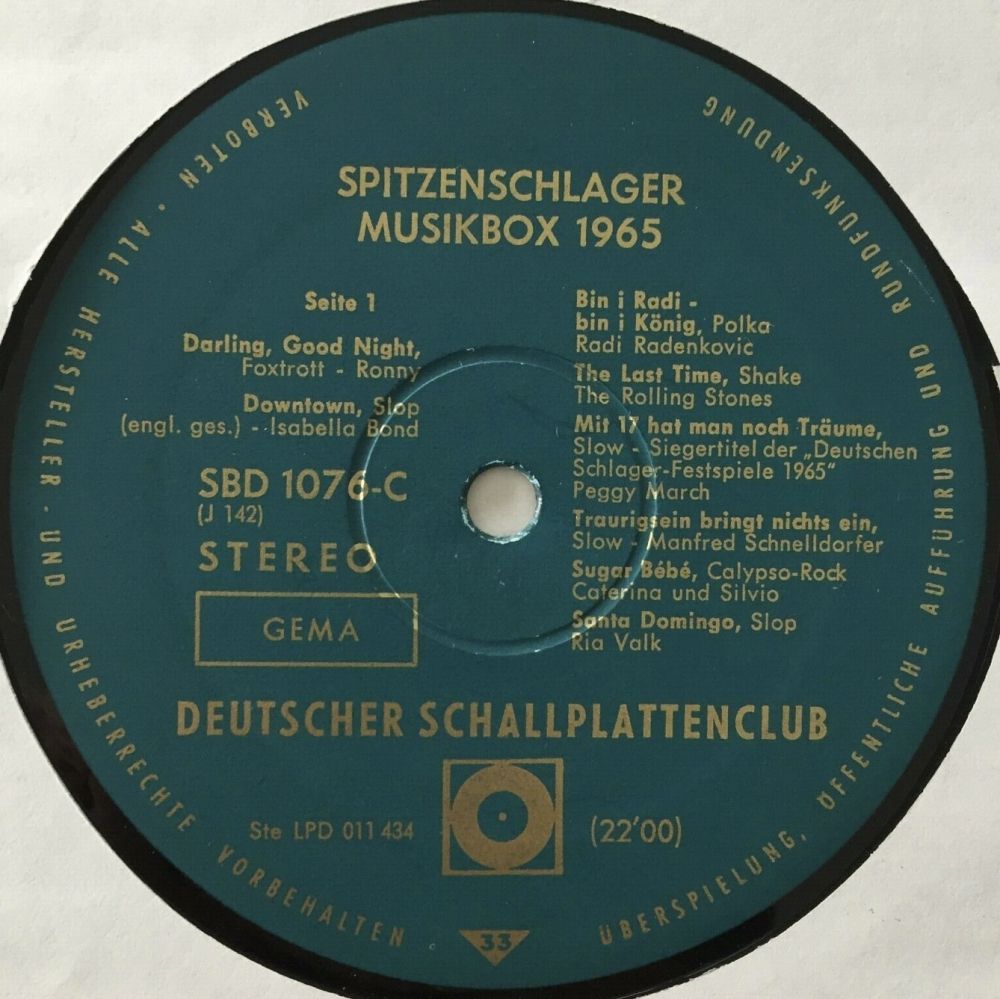 SPITZENSCHLAGER
MUSIKBOX 1965
Seite 1
Darling, Good Night,
Foxtrott - Ronny
Downtown, Slop
(engl. ges.) - Isabella Bond
SBD 1076-C
(J 142)
STEREO
GEMA
Bin i Radi -
bin i König, Polka
Radi Radenkovic
The Last Time, Shake
The Rolling Stones
Mit 17 hat man noch Träume,
Slow - Siegertitel der „Deutschen
Schlager-Festspiele 1965"
Peggy March
Traurigsein bringt nichts ein,
Slow - Manfred Schnelldorfer
Sugar Bébé, Calypso-Rock
Caterina und Silvio
Santa Domingo, Slop
Ria Valk
DEUTSCHER SCHALLPLATTENCLUB
Ste LPD 011 434
(22'00)
33
ALLE HERSTELLER- UND URHEBERRECHTE VORBEHALTEN
ÜBERSPIELUNG, ÖFFENTLICHE AUFFÜHRUNG UND RUNDFUNKSENDUNG VERBOTEN ·